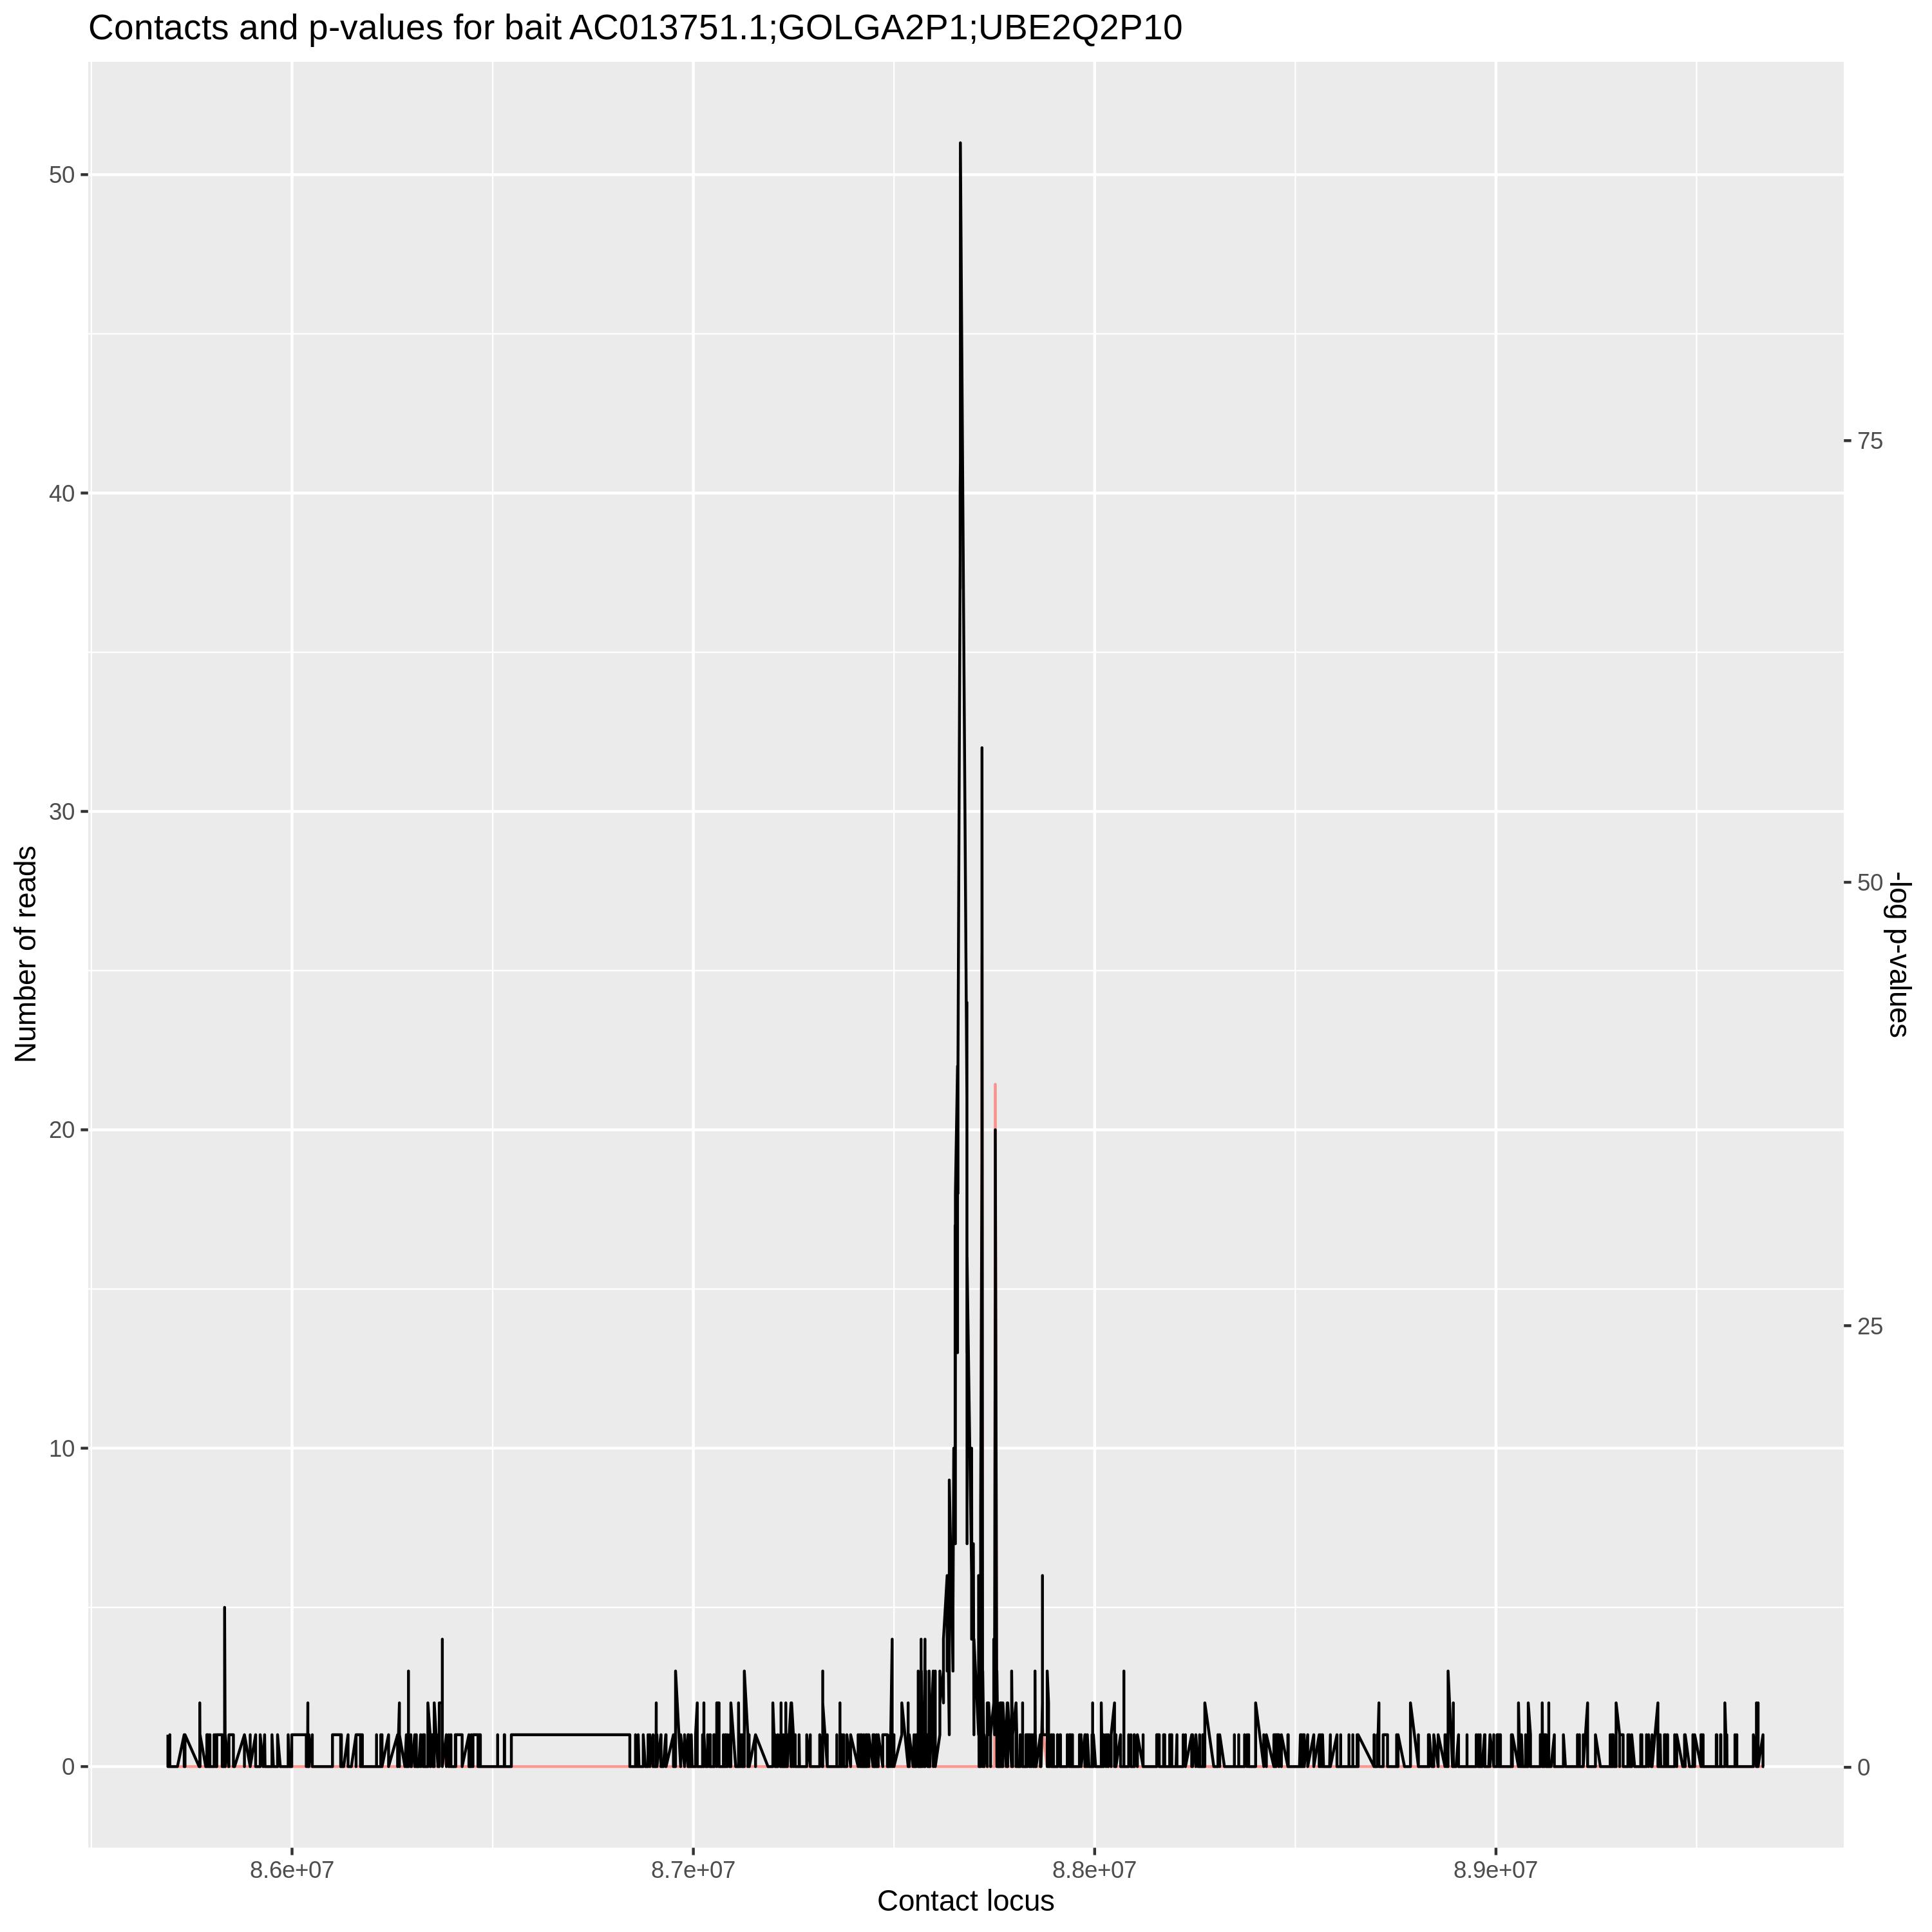 Contacts and p-values for bait AC013751.1;GOLGA2P1;UBE2Q2P10
50
40
30
20
10
0
Number of reads
75
50
25
0
-log p-values
8.6e+07 8.7e+07 8.8e+07 8.9e+07
Contact locus